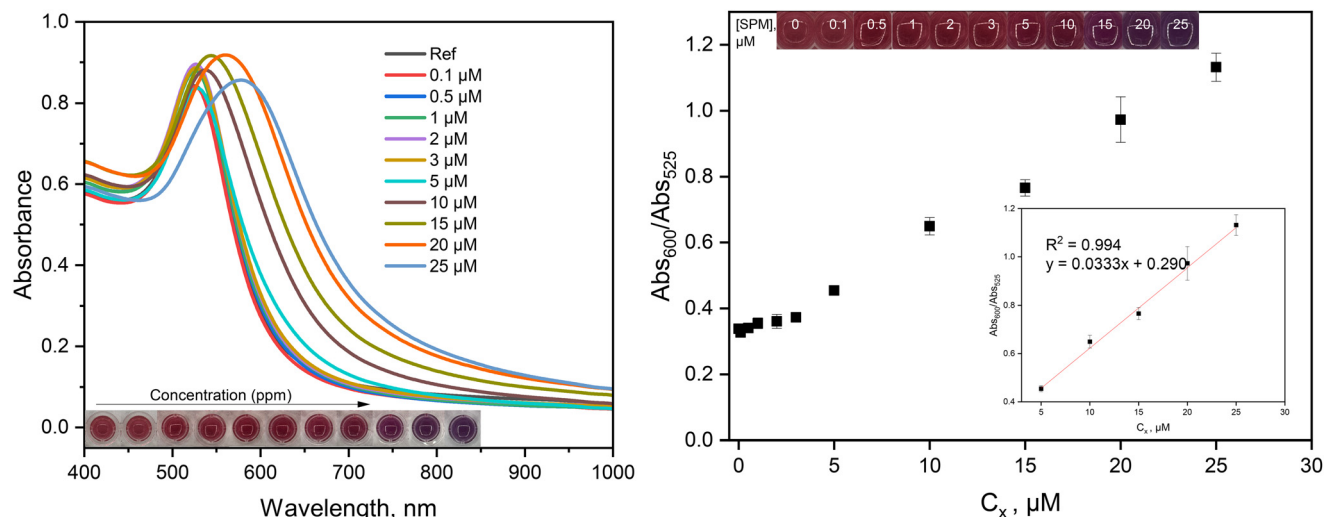 1.0
0.8
0.6
0.4
0.2
0.0
Absorbance
Ref
0.1 µM
0.5 µM
1 µM
2 µM
3 µM
5 µM
10 µM
15 µM
20 µM
25 µM
Concentration (ppm)
400 500 600 700 800 900 1000
Wavelength, nm
[SPM], 0 0.1 0.5 1 2 3 5 10 15 20 25
µM
1.2
1.0
0.8
0.6
0.4
0.2
0.0
Abs600/Abs525
R2 = 0.994
y = 0.0333x + 0.290
1.2
1.0
0.8
0.6
0.4
Abs600/Abs525
5 10 15 20 25 30
Cx , µM
0 5 10 15 20 25 30
Cx , µM